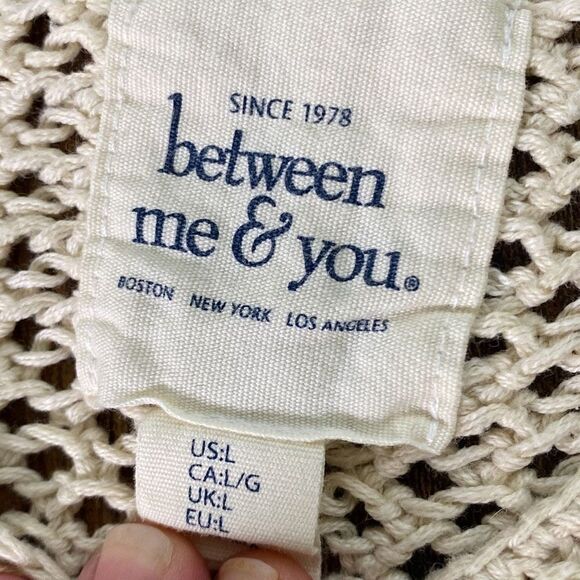 SINCE 1978
between
me & you®
BOSTON NEW YORK LOS ANGELES
US:L
CA:L/G
UK:L
EU:L